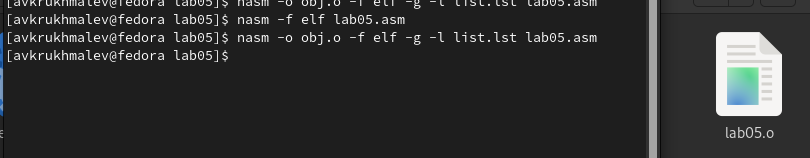 [avkrukhmalev@fedora lab05]$ nasm -o obj.o -f elf -g -l list.lst lab05.asm
[avkrukhmalev@fedora lab05]$ nasm -f elf lab05.asm
[avkrukhmalev@fedora lab05]$ nasm -o obj.o -f elf -g -l list.lst lab05.asm
[avkrukhmalev@fedora lab05]$
lab05.o